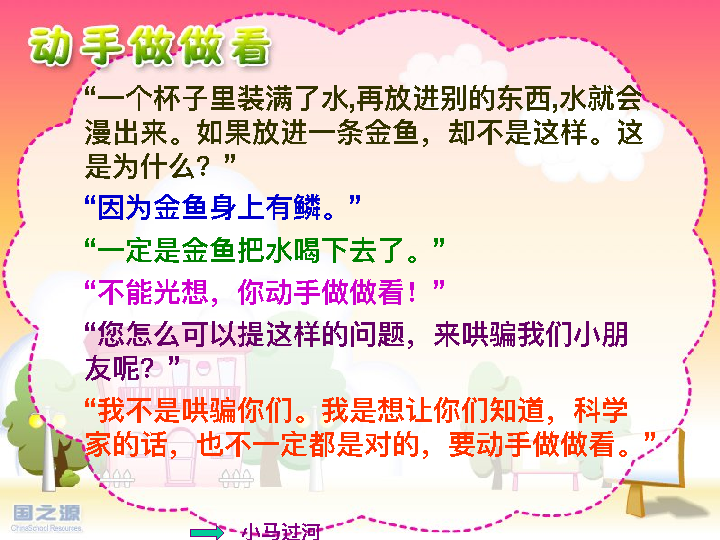 动手做做看
“一个杯子里装满了水,再放进别的东西,水就会
漫出来。如果放进一条金鱼，却不是这样。这
是为什么？”
“因为金鱼身上有鳞。”
“一定是金鱼把水喝下去了。”
“不能光想，你动手做做看！”
“您怎么可以提这样的问题，来哄骗我们小朋
友呢？”
“我不是哄骗你们。我是想让你们知道，科学
家的话，也不一定都是对的，要动手做做看。”
国之源
ChinaSchool Resources
小马过河